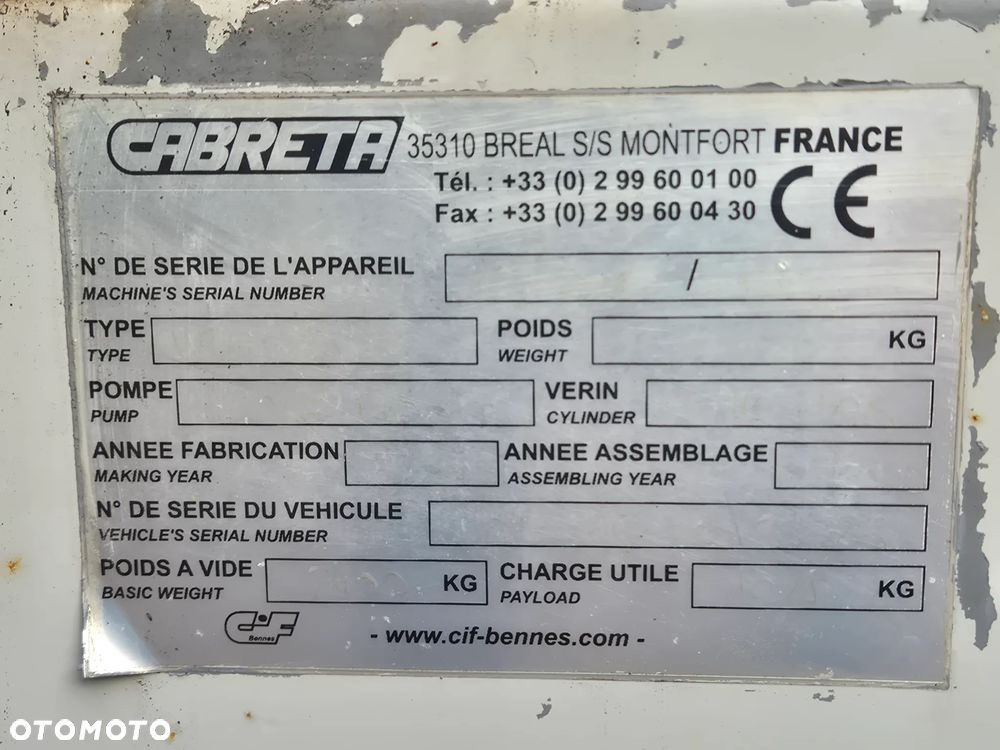 CABRETA 35310 BREAL S/S MONTFORT FRANCE
Tél. : +33 (0) 2 99 60 01 00
Fax : +33 (0) 2 99 60 04 30
CE
N° DE SERIE DE L'APPAREIL /
MACHINE'S SERIAL NUMBER
TYPE POIDS KG
TYPE WEIGHT
POMPE VERIN
PUMP CYLINDER
ANNEE FABRICATION ANNEE ASSEMBLAGE
MAKING YEAR ASSEMBLING YEAR
N° DE SERIE DU VEHICULE
VEHICLE'S SERIAL NUMBER
POIDS A VIDE KG CHARGE UTILE KG
BASIC WEIGHT PAYLOAD
CiF
Bennes
- www.cif-bennes.com -
OTOMOTO